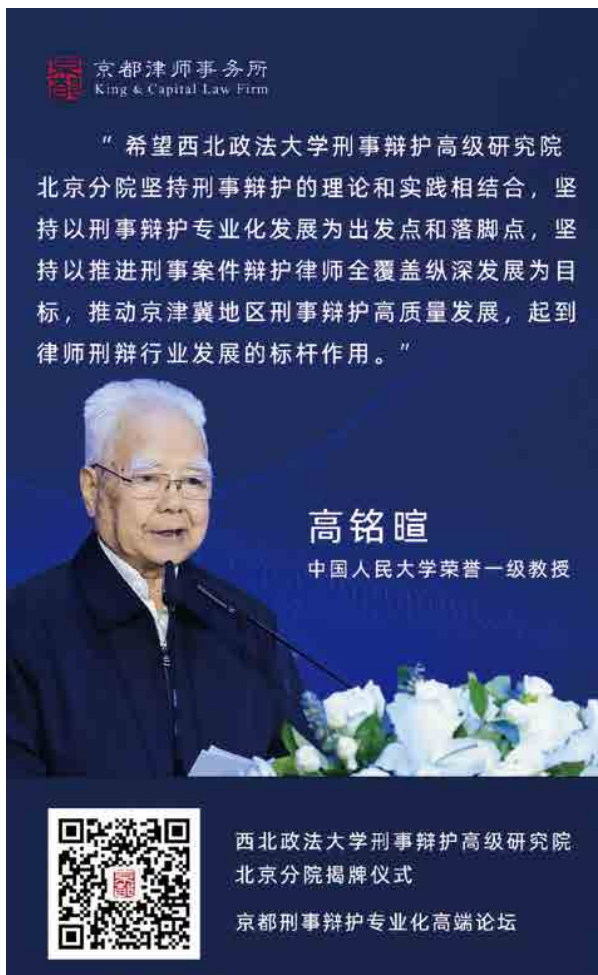 京都律师事务所
King & Capital Law Firm
“希望西北政法大学刑事辩护高级研究院
北京分院坚持刑事辩护的理论和实践相结合，坚
持以刑事辩护专业化发展为出发点和落脚点，坚
持以推进刑事案件辩护律师全覆盖纵深发展为目
标，推动京津冀地区刑事辩护高质量发展，起到
律师刑辩行业发展的标杆作用。”
高铭暄
中国人民大学荣誉一级教授
西北政法大学刑事辩护高级研究院
北京分院揭牌仪式
京都刑事辩护专业化高端论坛